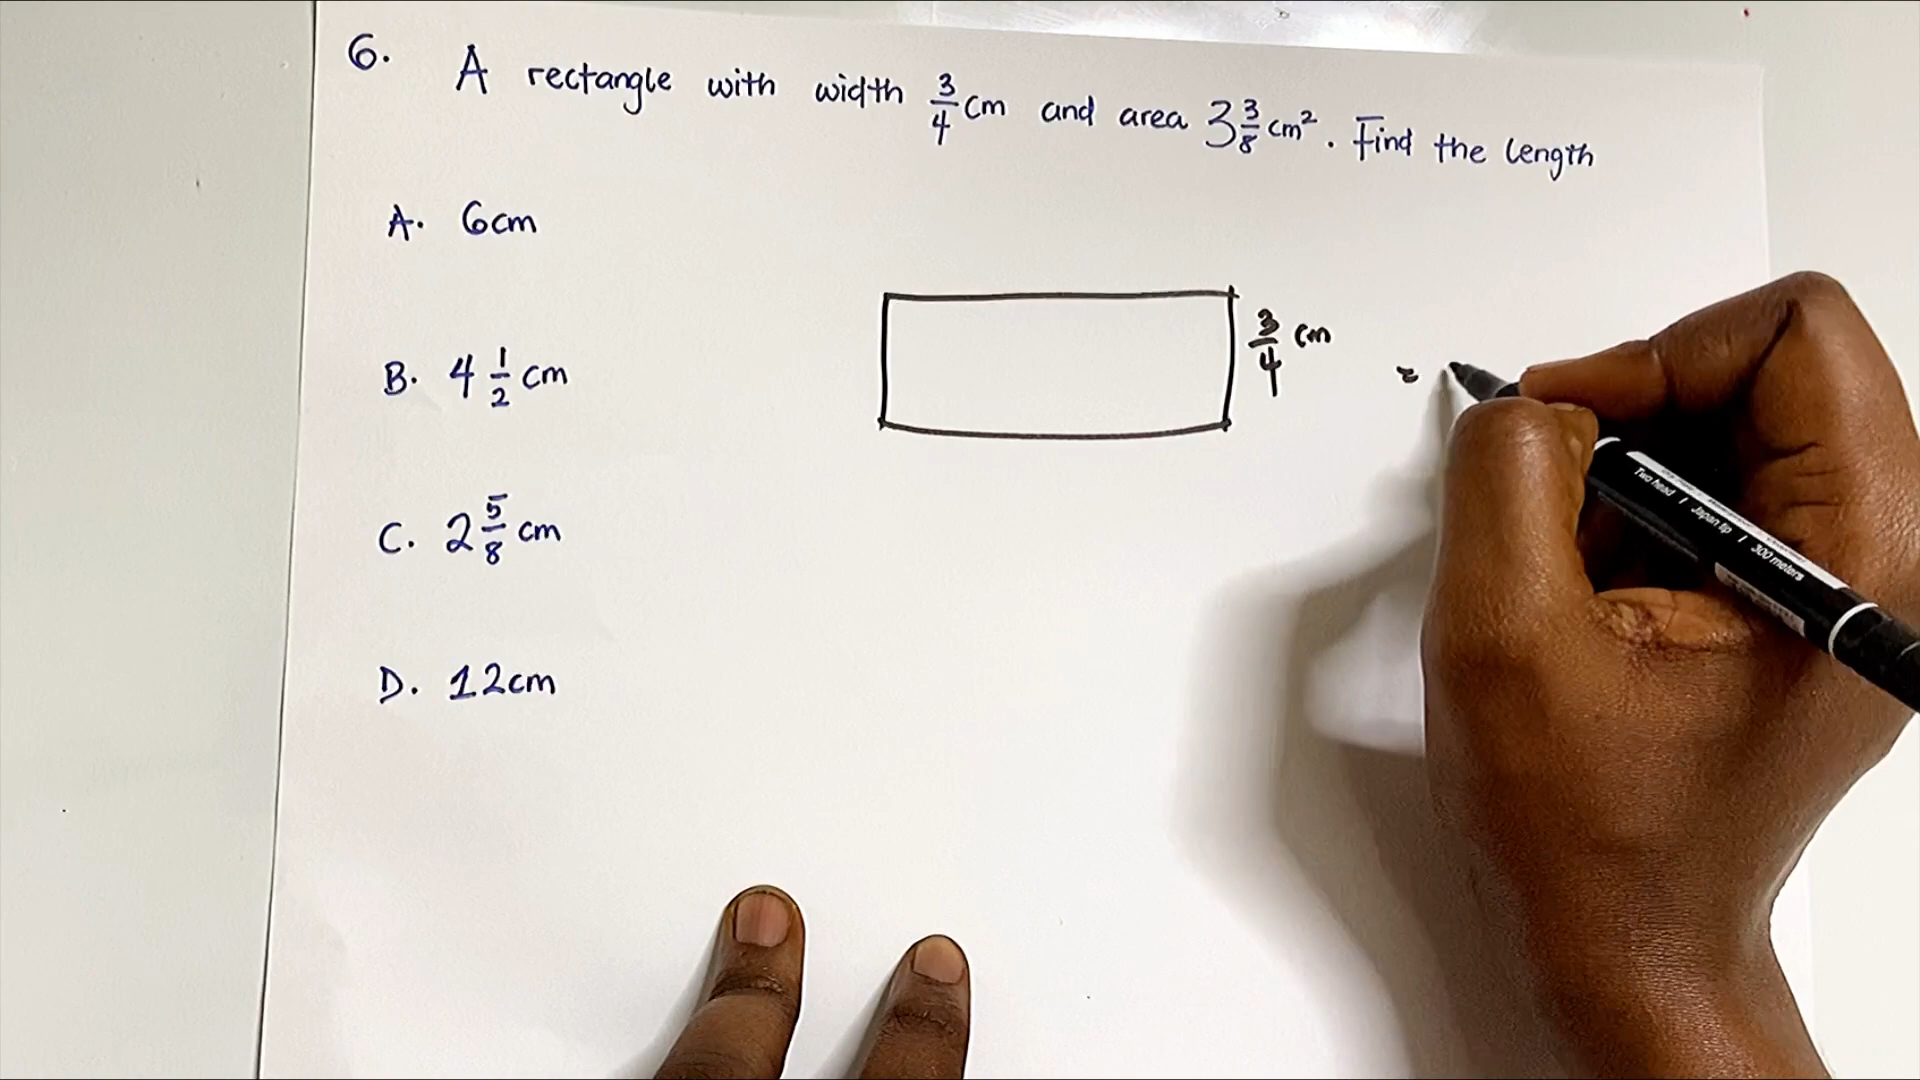 6. A rectangle with width 3/4 cm and area 3 3/8 cm². Find the length
A. 6cm
3/4 cm
=
B. 4 1/2 cm
C. 2 5/8 cm
D. 12cm
Two head / Japan tip / 300 meters